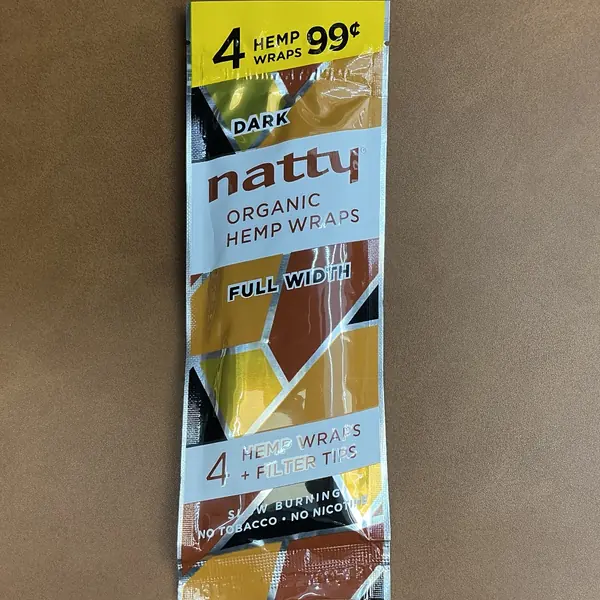 4 HEMP WRAPS 99¢
DARK
natty
ORGANIC
HEMP WRAPS
FULL WIDTH
4 HEMP WRAPS
+ FILTER TIPS
SLOW BURNING
NO TOBACCO • NO NICOTINE